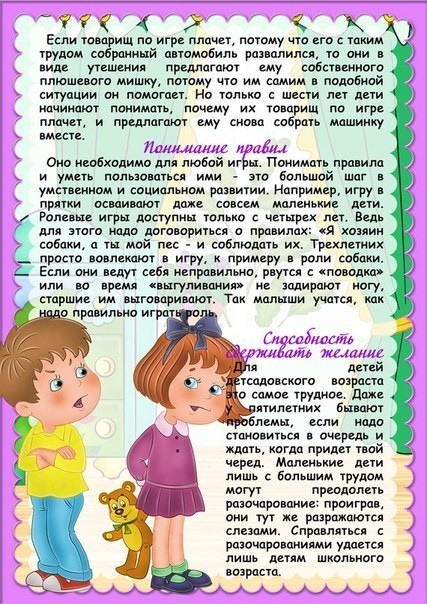 Если товарищ по игре плачет, потому что его с таким
трудом собранный автомобиль развалился, то они в
виде утешения предлагают ему собственного
плюшевого мишку, потому что им самим в подобной
ситуации он помогает. Но только с шести лет дети
начинают понимать, почему их товарищ по игре
плачет, и предлагают ему снова собрать машинку
вместе.
Понимание правил
Оно необходимо для любой игры. Понимать правила
и уметь пользоваться ими - это большой шаг в
умственном и социальном развитии. Например, игру в
прятки осваивают даже совсем маленькие дети.
Ролевые игры доступны только с четырех лет. Ведь
для этого надо договориться о правилах: «Я хозяин
собаки, а ты мой пес - и соблюдать их. Трехлетних
просто вовлекают в игру, к примеру в роли собаки.
Если они ведут себя неправильно, рвутся с «поводка»
или во время «выгуливания» не задирают ногу,
старшие им выговаривают. Так малыши учатся, как
надо правильно играть роль.
Способность
сдерживать желание
Для детей
детсадовского возраста
это самое трудное. Даже
у пятилетних бывают
проблемы, если надо
становиться в очередь и
ждать, когда придет твой
черед. Маленькие дети
лишь с большим трудом
могут преодолеть
разочарование: проиграв,
они тут же разражаются
слезами. Справляться с
разочарованиями удается
лишь детям школьного
возраста.